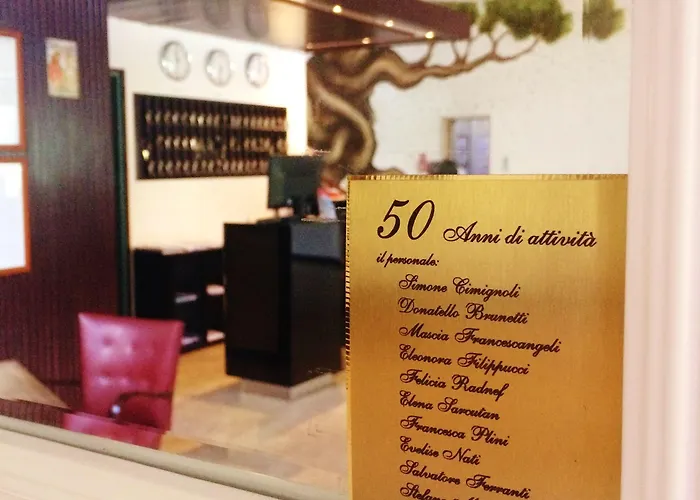 50 Anni di attività
il personale:
Simone Cimignoli
Donatello Brunetti
Mascia Francescangeli
Eleonora Filippucci
Felicia Radnef
Elena Sarcutan
Francesca Plini
Evelise Nati
Salvatore Ferranti